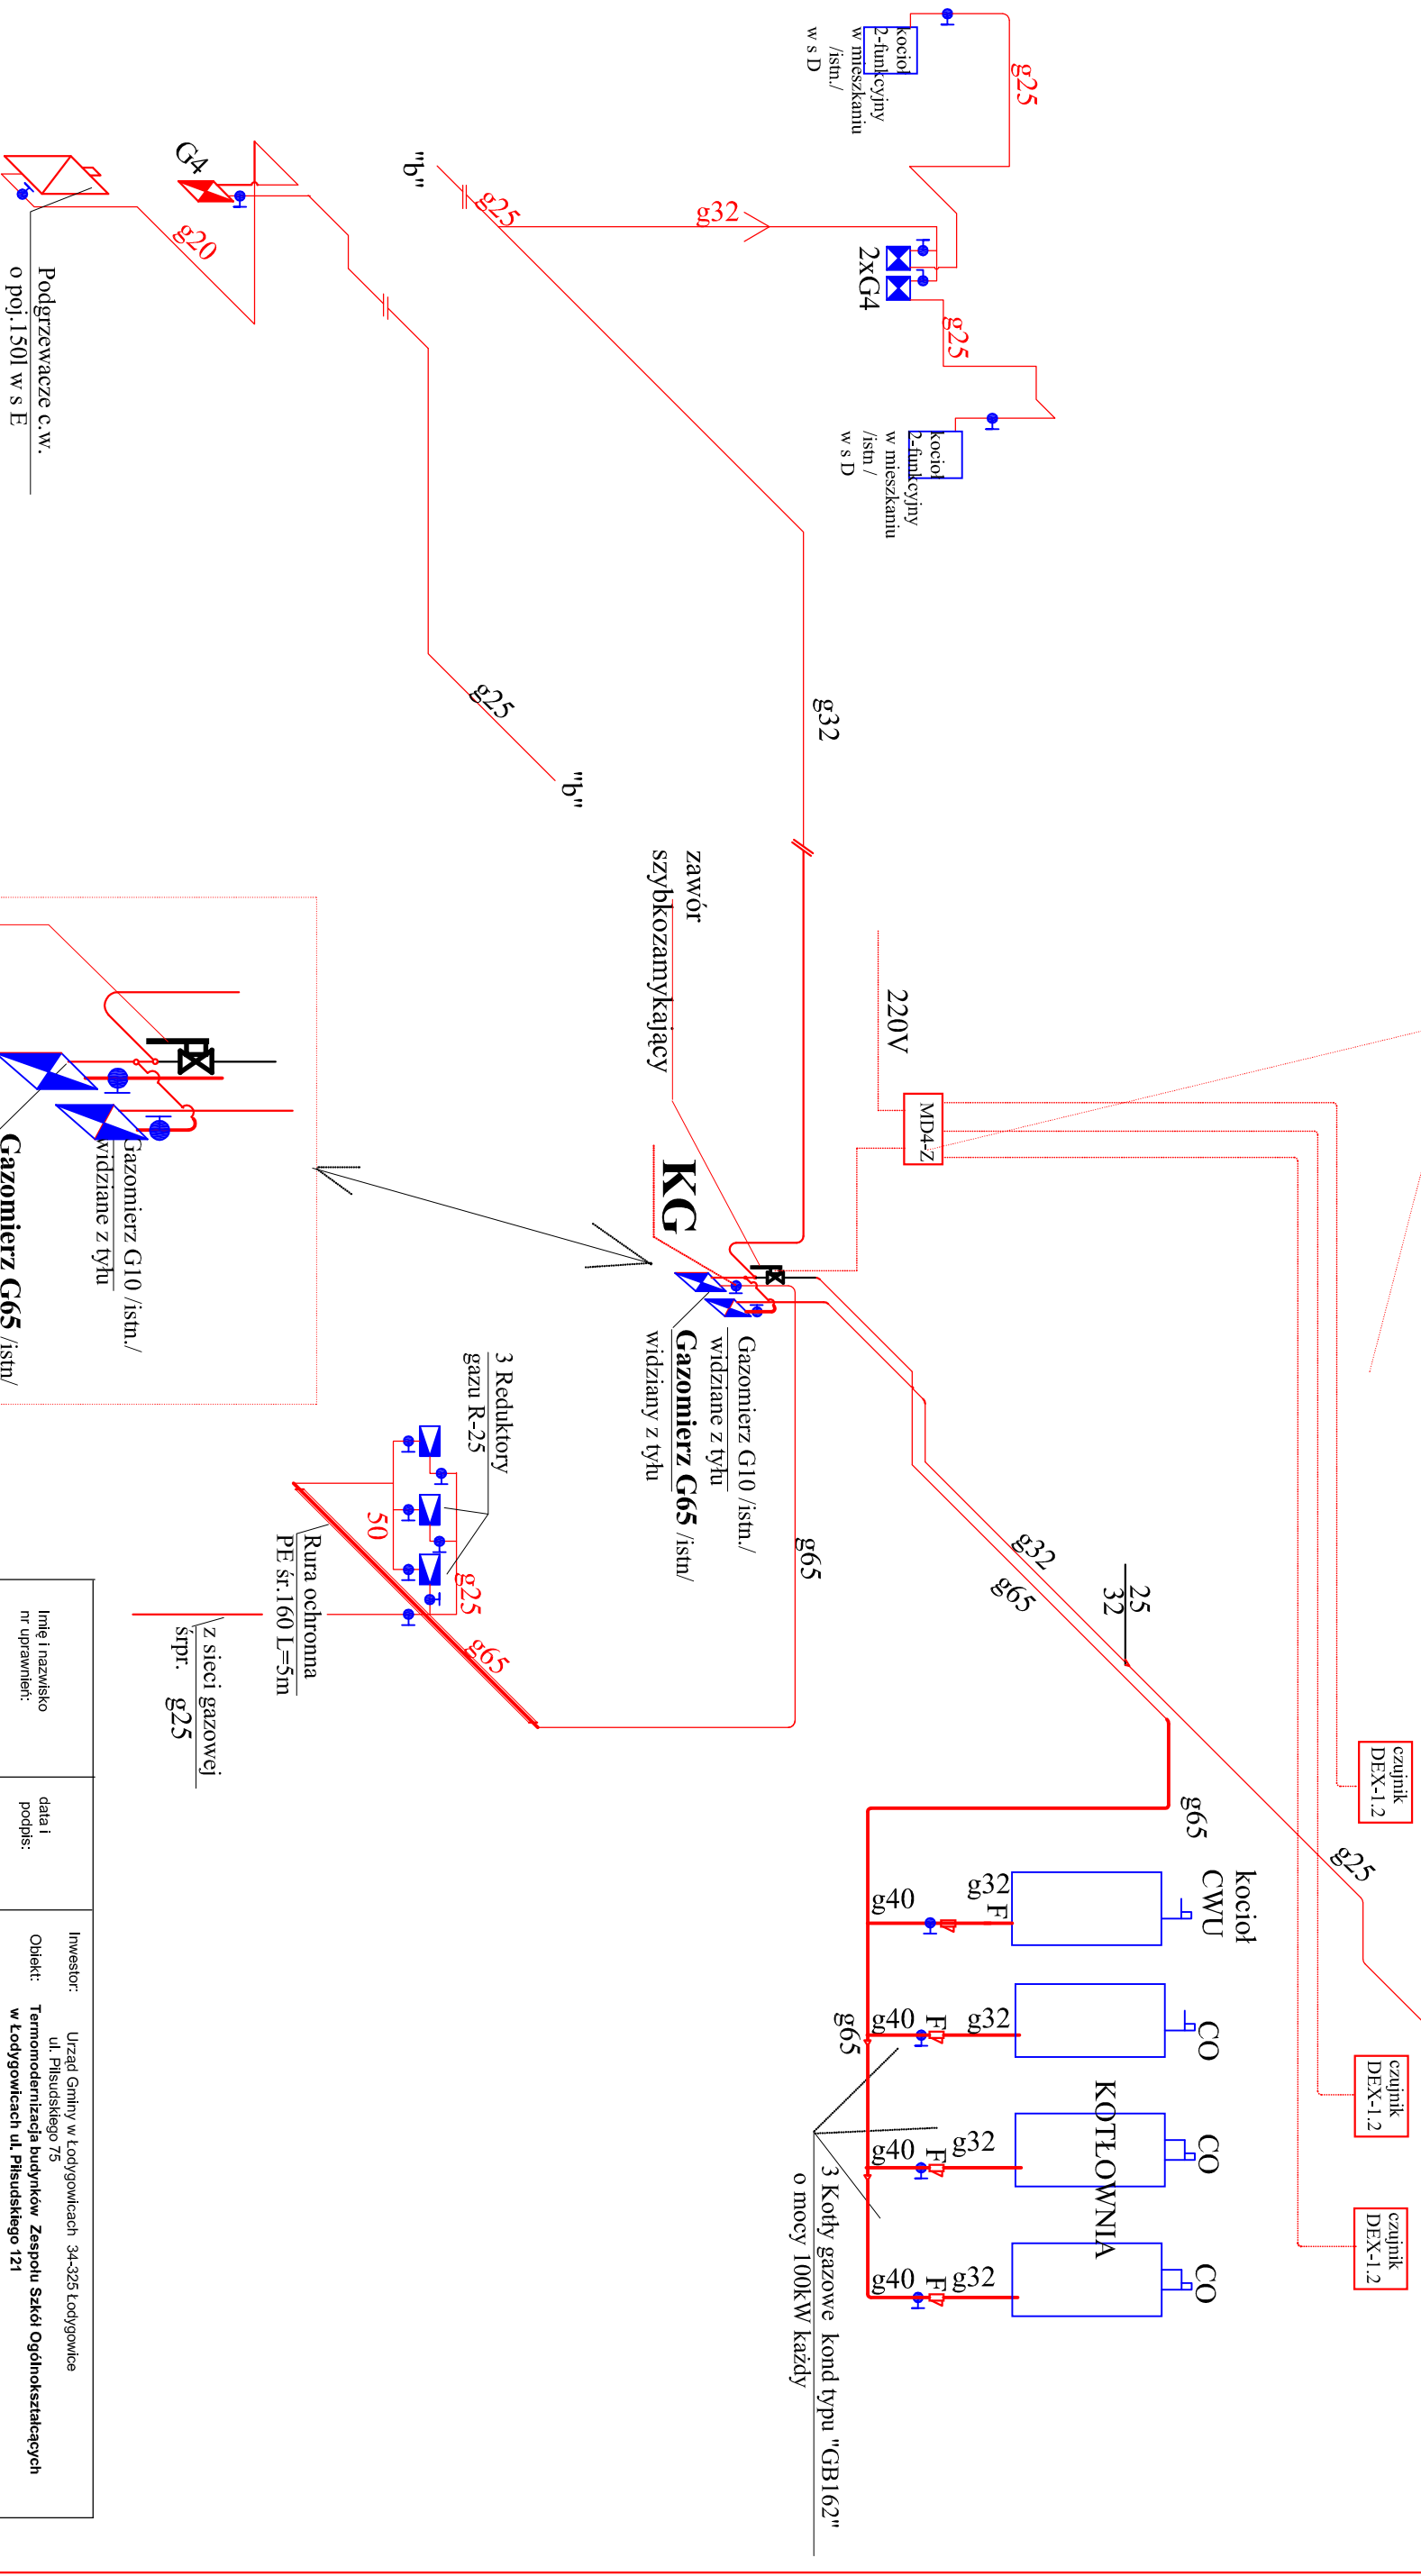 czujnik
DEX-1.2
czujnik
DEX-1.2
czujnik
DEX-1.2
g25
kocioł
CWU
CO
CO
CO
g65
25
32
g32
g65
KOTŁOWNIA
g32
F
g40
g32
F
g40
g32
F
g40
g32
F
g40
g65
3 Kotły gazowe kond typu "GB162"
o mocy 100kW każdy
220V
MD4-Z
g25
kocioł
2-funkcyjny
w mieszkaniu
/istn./
w s D
g32
2xG4
g25
kocioł
2-funkcyjny
w mieszkaniu
/istn /
w s D
g32
"b"
g25
zawór
szybkozamykający
KG
Gazomierz G10 /istn./
widziane z tyłu
Gazomierz G65 /istn/
widziany z tyłu
g65
3 Reduktory
gazu R-25
50
g25
g65
Rura ochronna
PE śr.160 L=5m
z sieci gazowej
śrpr.
g25
"b"
g25
G4
g20
Podgrzewacze c.w.
o poj.150l w s E
Gazomierz G10 /istn./
widziane z tyłu
Gazomierz G65 /istn/
Imię i nazwisko
nr uprawnień:
data i
podpis:
Inwestor: Urząd Gminy w Łodygowicach 34-325 Łodygowice
ul. Piłsudskiego 75
Obiekt: Termomodernizacja budynków Zespołu Szkół Ogólnokształcących
w Łodygowicach ul. Piłsudskiego 121